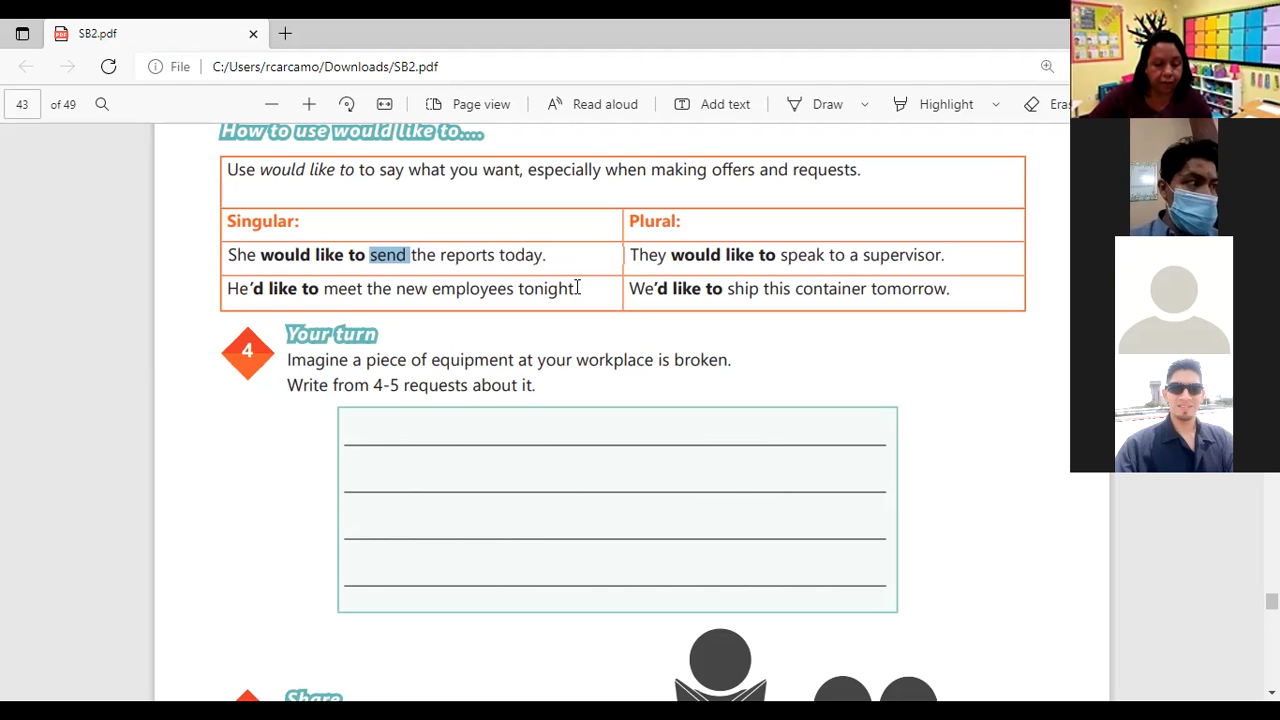 SB2.pdf
File
C:/Users/rcarcamo/Downloads/SB2.pdf
43 of 49
Page view
Read aloud
Add text
Draw
Highlight
Era
How to use would like to....
Use would like to to say what you want, especially when making offers and requests.
Singular: Plural:
She would like to send the reports today. They would like to speak to a supervisor.
He'd like to meet the new employees tonight. We'd like to ship this container tomorrow.
4
Your turn
Imagine a piece of equipment at your workplace is broken.
Write from 4-5 requests about it.
Share